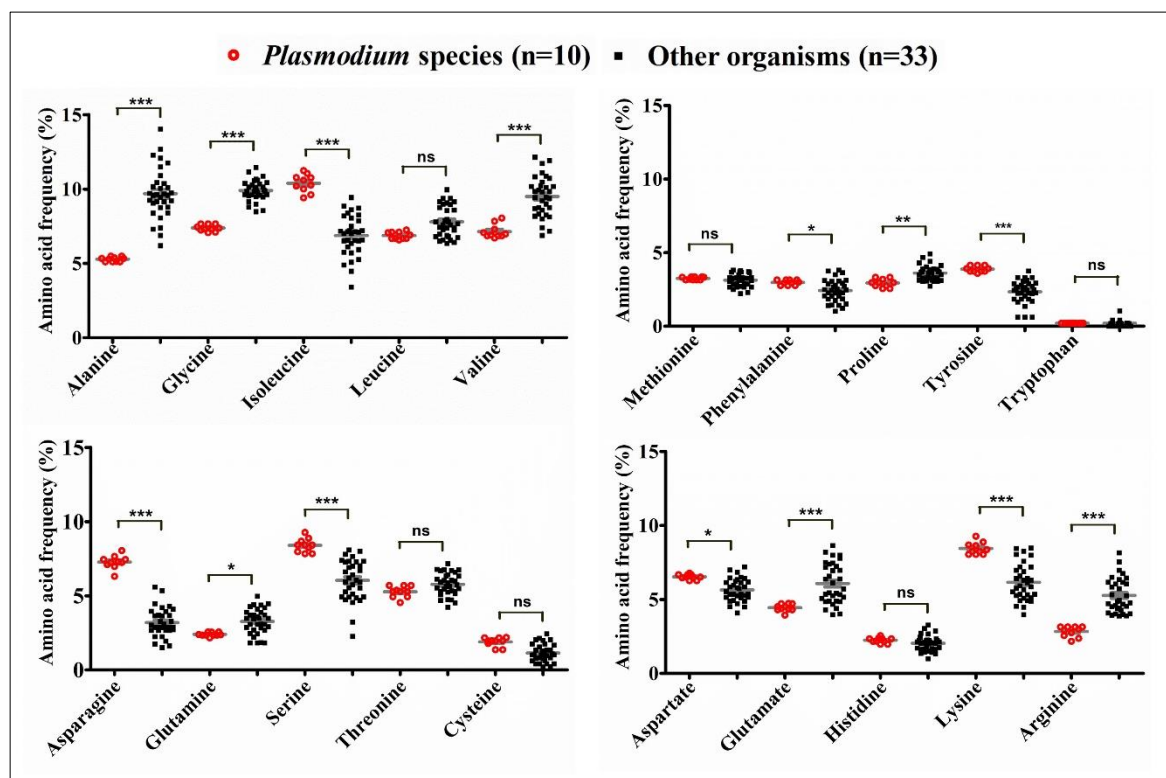 Plasmodium species (n=10) Other organisms (n=33)
Amino acid frequency (%)
15
10
5
0
*** *** *** ns ***
Alanine Glycine Isoleucine Leucine Valine
Amino acid frequency (%)
15
10
5
0
ns * ** *** ns
Methionine Phenylalanine Proline Tyrosine Tryptophan
Amino acid frequency (%)
15
10
5
0
*** * *** ns ns
Asparagine Glutamine Serine Threonine Cysteine
Amino acid frequency (%)
15
10
5
0
* *** ns *** ***
Aspartate Glutamate Histidine Lysine Arginine